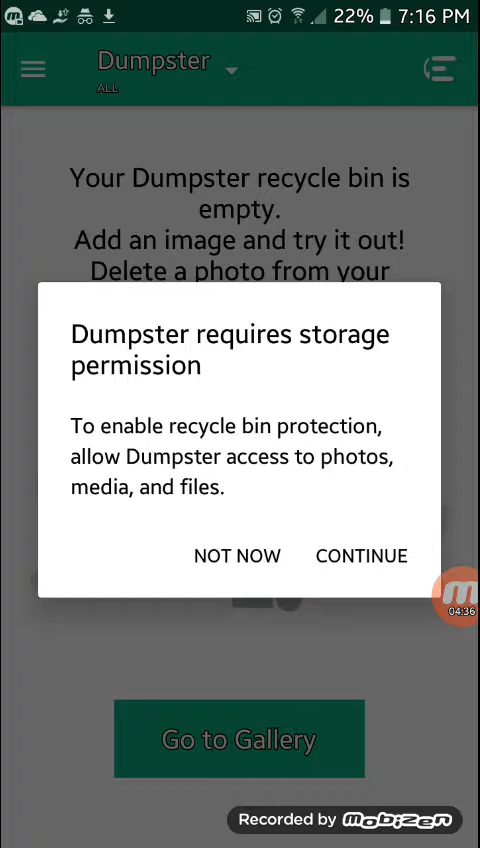 22% 7:16 PM
Dumpster
ALL
Your Dumpster recycle bin is
empty.
Add an image and try it out!
Delete a photo from your
Dumpster requires storage
permission
To enable recycle bin protection,
allow Dumpster access to photos,
media, and files.
NOT NOW CONTINUE
04:36
Go to Gallery
Recorded by mobizen